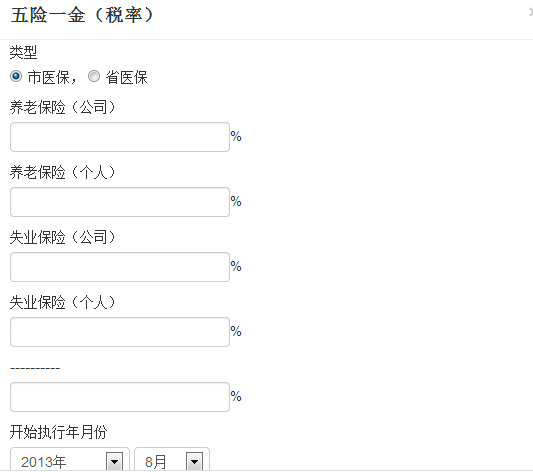 五险一金（税率）
类型
市医保，省医保
养老保险（公司）
%
养老保险（个人）
%
失业保险（公司）
%
失业保险（个人）
%
----------
%
开始执行年月份
2013年 8月